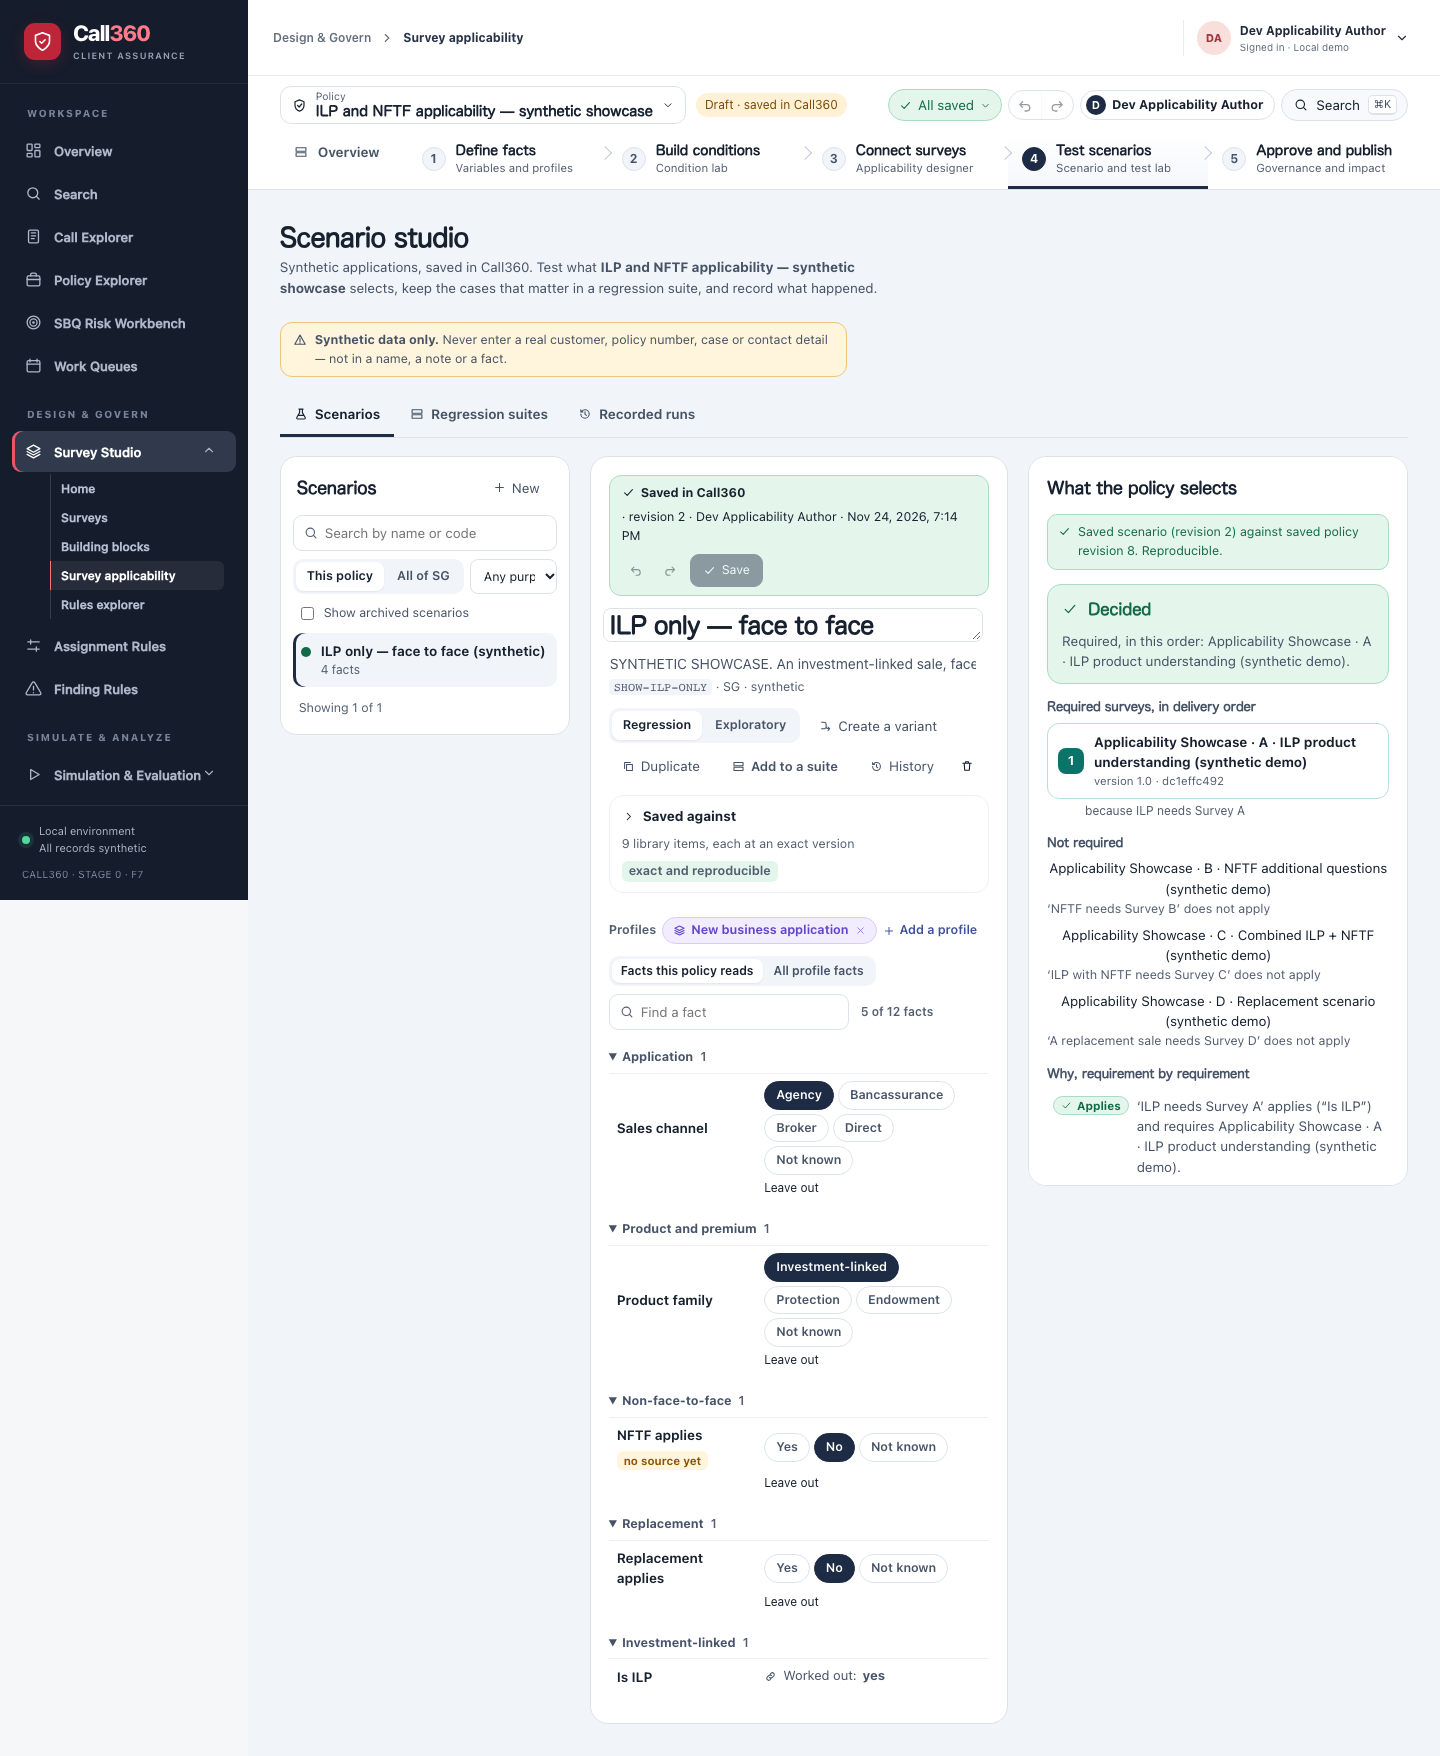 Call360
CLIENT ASSURANCE
WORKSPACE
Overview
Search
Call Explorer
Policy Explorer
SBQ Risk Workbench
Work Queues
DESIGN & GOVERN
Survey Studio
Home
Surveys
Building blocks
Survey applicability
Rules explorer
Assignment Rules
Finding Rules
SIMULATE & ANALYZE
Simulation & Evaluation
Local environment
All records synthetic
CALL360 · STAGE 0 · F7
Design & Govern > Survey applicability
DA
Dev Applicability Author
Signed in · Local demo
Policy
ILP and NFTF applicability — synthetic showcase
Draft · saved in Call360
All saved
D Dev Applicability Author
Search ⌘K
Overview
1 Define facts
Variables and profiles
2 Build conditions
Condition lab
3 Connect surveys
Applicability designer
4 Test scenarios
Scenario and test lab
5 Approve and publish
Governance and impact
Scenario studio
Synthetic applications, saved in Call360. Test what ILP and NFTF applicability — synthetic
showcase selects, keep the cases that matter in a regression suite, and record what happened.
Synthetic data only. Never enter a real customer, policy number, case or contact detail
— not in a name, a note or a fact.
Scenarios
Regression suites
Recorded runs
Scenarios
+ New
Search by name or code
This policy
All of SG
Any purp
Show archived scenarios
ILP only — face to face (synthetic)
4 facts
Showing 1 of 1
Saved in Call360
· revision 2 · Dev Applicability Author · Nov 24, 2026, 7:14
PM
Save
ILP only — face to face
SYNTHETIC SHOWCASE. An investment-linked sale, face
SHOW-ILP-ONLY · SG · synthetic
Regression
Exploratory
Create a variant
Duplicate
Add to a suite
History
Saved against
9 library items, each at an exact version
exact and reproducible
Profiles
New business application ×
+ Add a profile
Facts this policy reads
All profile facts
Find a fact
5 of 12 facts
Application 1
Sales channel
Agency
Bancassurance
Broker
Direct
Not known
Leave out
Product and premium 1
Product family
Investment-linked
Protection
Endowment
Not known
Leave out
Non-face-to-face 1
NFTF applies
no source yet
Yes
No
Not known
Leave out
Replacement 1
Replacement
applies
Yes
No
Not known
Leave out
Investment-linked 1
Is ILP
Worked out: yes
What the policy selects
Saved scenario (revision 2) against saved policy
revision 8. Reproducible.
Decided
Required, in this order: Applicability Showcase · A
· ILP product understanding (synthetic demo).
Required surveys, in delivery order
1
Applicability Showcase · A · ILP product
understanding (synthetic demo)
version 1.0 · dc1effc492
because ILP needs Survey A
Not required
Applicability Showcase · B · NFTF additional questions
(synthetic demo)
‘NFTF needs Survey B’ does not apply
Applicability Showcase · C · Combined ILP + NFTF
(synthetic demo)
‘ILP with NFTF needs Survey C’ does not apply
Applicability Showcase · D · Replacement scenario
(synthetic demo)
‘A replacement sale needs Survey D’ does not apply
Why, requirement by requirement
Applies
‘ILP needs Survey A’ applies (“Is ILP”)
and requires Applicability Showcase · A
· ILP product understanding (synthetic
demo).